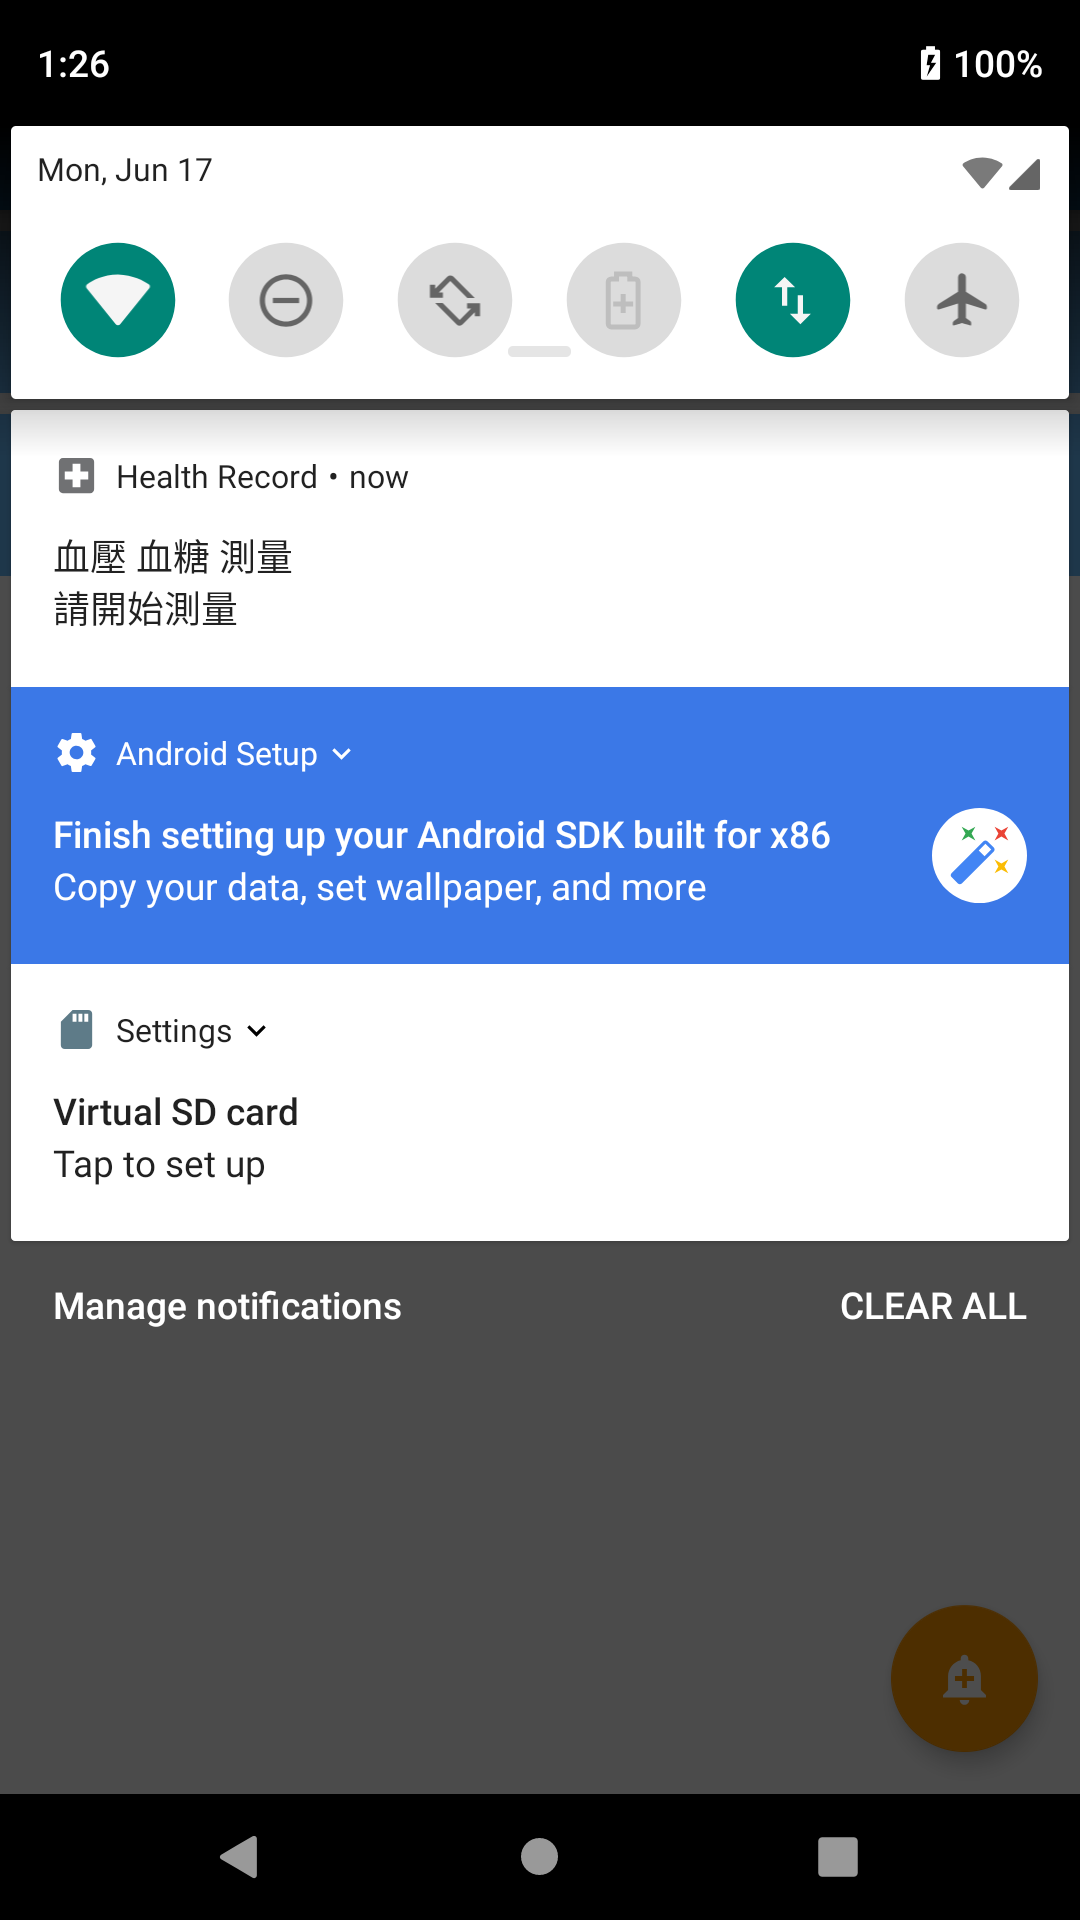 1:26
100%
Mon, Jun 17
Health Record • now
血壓 血糖 測量
請開始測量
Android Setup
Finish setting up your Android SDK built for x86
Copy your data, set wallpaper, and more
Settings
Virtual SD card
Tap to set up
Manage notifications
CLEAR ALL